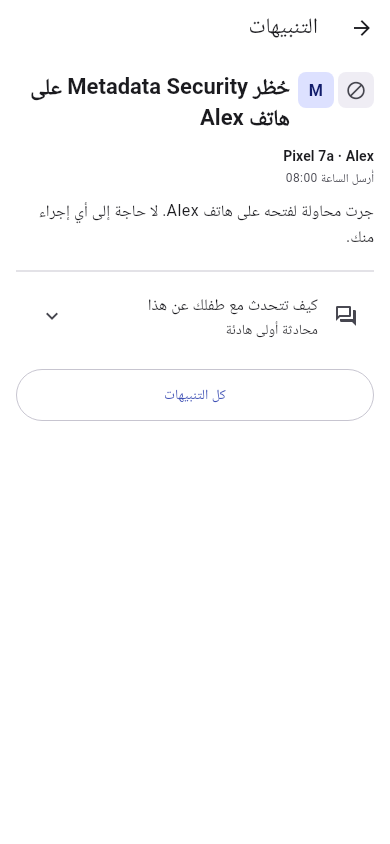 التنبيهات
حُظر Metadata Security على
هاتف Alex
M
Pixel 7a · Alex
أُرسل الساعة 08:00
جرت محاولة لفتحه على هاتف Alex. لا حاجة إلى أي إجراء
منك.
كيف تتحدث مع طفلك عن هذا
محادثة أولى هادئة
كل التنبيهات